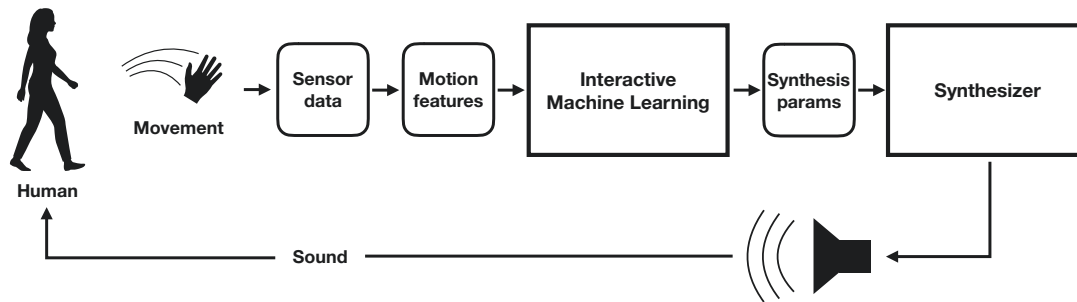 Sensor
data
Motion
features
Interactive
Machine Learning
Synthesis
params
Synthesizer
Movement
Human
Sound